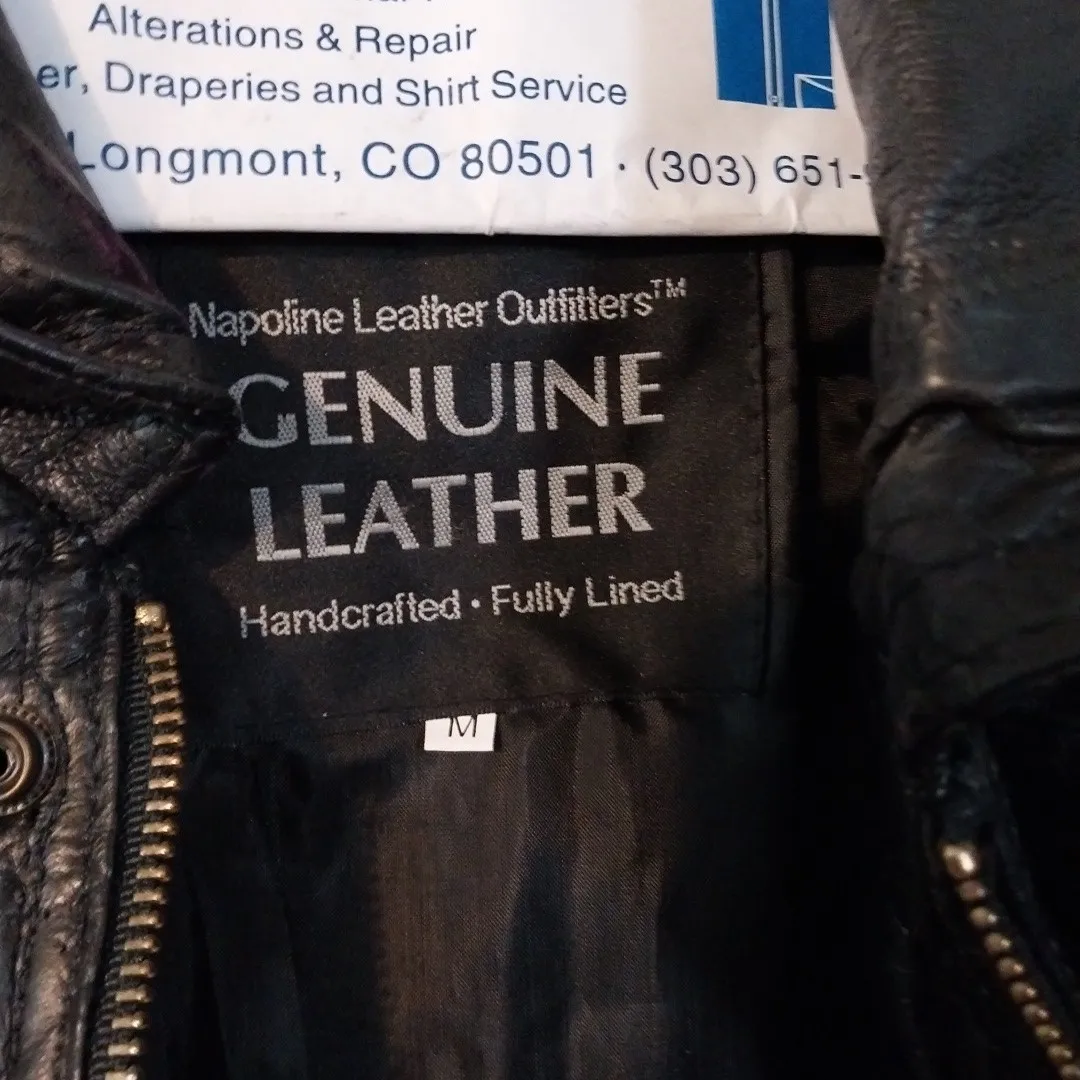 Alterations & Repair
er, Draperies and Shirt Service
Longmont, CO 80501 · (303) 651-
Napoline Leather Outfitters™
GENUINE
LEATHER
Handcrafted · Fully Lined
M